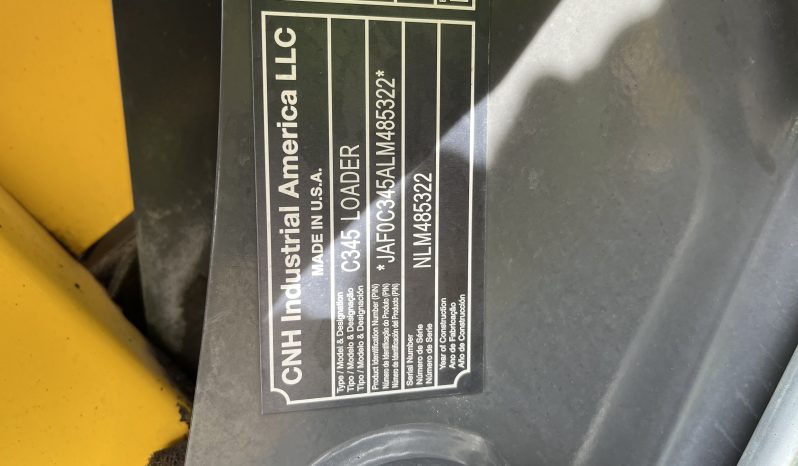 CNH Industrial America LLC
MADE IN U.S.A.
Type / Model & Designation
Tipo / Modelo & Designação
Tipo / Modelo & Designación
C345 LOADER
Product Identification Number (PIN)
Número de Identificação do Produto (PIN)
Número de Identificación del Producto (PIN)
*JAF0C345ALM485322*
Serial Number
Número de Série
Número de Serie
NLM485322
Year of Construction
Ano de Fabricação
Año de Construcción